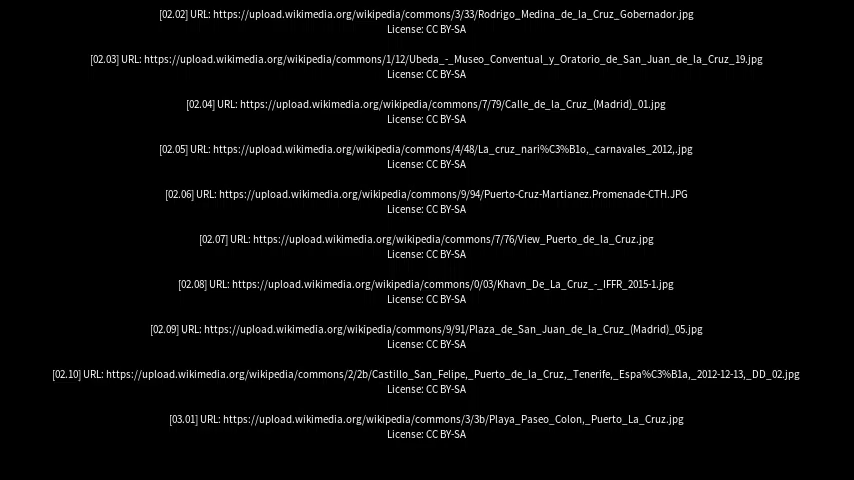 [02.02] URL: https://upload.wikimedia.org/wikipedia/commons/3/33/Rodrigo_Medina_de_la_Cruz_Gobernador.jpg
License: CC BY-SA
[02.03] URL: https://upload.wikimedia.org/wikipedia/commons/1/12/Ubeda_-_Museo_Conventual_y_Oratorio_de_San_Juan_de_la_Cruz_19.jpg
License: CC BY-SA
[02.04] URL: https://upload.wikimedia.org/wikipedia/commons/7/79/Calle_de_la_Cruz_(Madrid)_01.jpg
License: CC BY-SA
[02.05] URL: https://upload.wikimedia.org/wikipedia/commons/4/48/La_cruz_nari%C3%B1o,_carnavales_2012,.jpg
License: CC BY-SA
[02.06] URL: https://upload.wikimedia.org/wikipedia/commons/9/94/Puerto-Cruz-Martianez.Promenade-CTH.JPG
License: CC BY-SA
[02.07] URL: https://upload.wikimedia.org/wikipedia/commons/7/76/View_Puerto_de_la_Cruz.jpg
License: CC BY-SA
[02.08] URL: https://upload.wikimedia.org/wikipedia/commons/0/03/Khavn_De_La_Cruz_-_IFFR_2015-1.jpg
License: CC BY-SA
[02.09] URL: https://upload.wikimedia.org/wikipedia/commons/9/91/Plaza_de_San_Juan_de_la_Cruz_(Madrid)_05.jpg
License: CC BY-SA
[02.10] URL: https://upload.wikimedia.org/wikipedia/commons/2/2b/Castillo_San_Felipe,_Puerto_de_la_Cruz,_Tenerife,_Espa%C3%B1a,_2012-12-13,_DD_02.jpg
License: CC BY-SA
[03.01] URL: https://upload.wikimedia.org/wikipedia/commons/3/3b/Playa_Paseo_Colon,_Puerto_La_Cruz.jpg
License: CC BY-SA